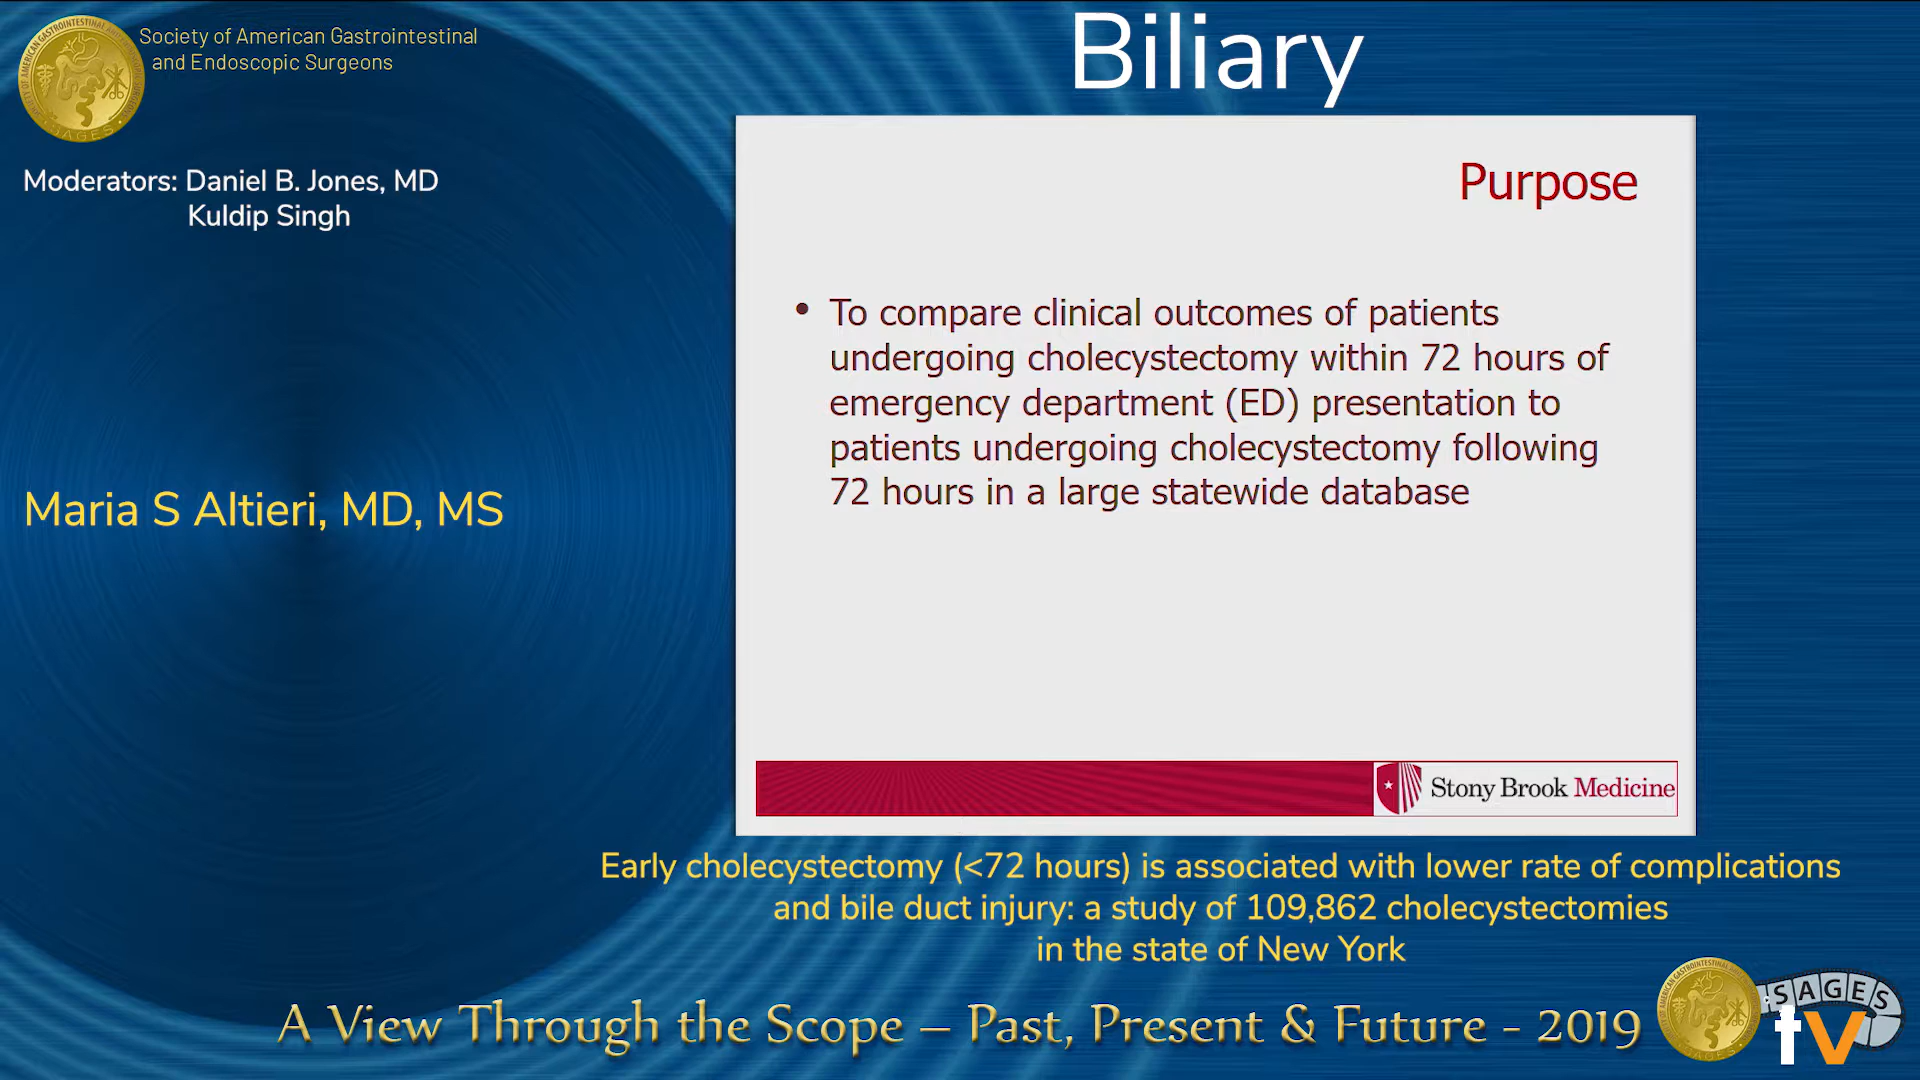 Society of American Gastrointestinal
and Endoscopic Surgeons
Biliary
Moderators: Daniel B. Jones, MD
Kuldip Singh
Maria S Altieri, MD, MS
Purpose
• To compare clinical outcomes of patients
undergoing cholecystectomy within 72 hours of
emergency department (ED) presentation to
patients undergoing cholecystectomy following
72 hours in a large statewide database
Stony Brook Medicine
Early cholecystectomy (<72 hours) is associated with lower rate of complications
and bile duct injury: a study of 109,862 cholecystectomies
in the state of New York
A View Through the Scope – Past, Present & Future - 2019
SAGES
tv